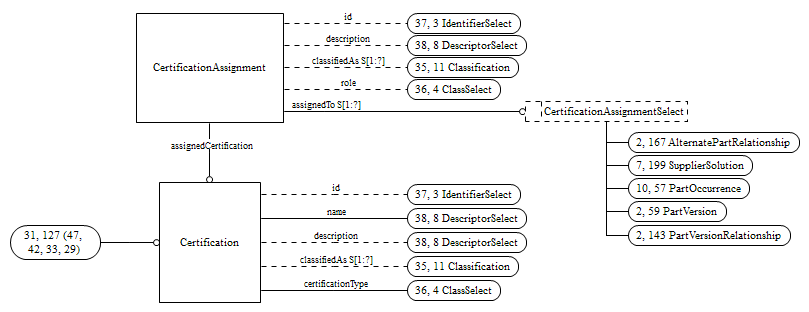 id
37, 3 IdentifierSelect
description
38, 8 DescriptorSelect
CertificationAssignment
classifiedAs S[1:?]
35, 11 Classification
role
36, 4 ClassSelect
assignedTo S[1:?]
CertificationAssignmentSelect
assignedCertification
2, 167 AlternatePartRelationship
7, 199 SupplierSolution
10, 57 PartOccurrence
2, 59 PartVersion
2, 143 PartVersionRelationship
id
37, 3 IdentifierSelect
name
38, 8 DescriptorSelect
31, 127 (47,
42, 33, 29)
Certification
description
38, 8 DescriptorSelect
classifiedAs S[1:?]
35, 11 Classification
certificationType
36, 4 ClassSelect